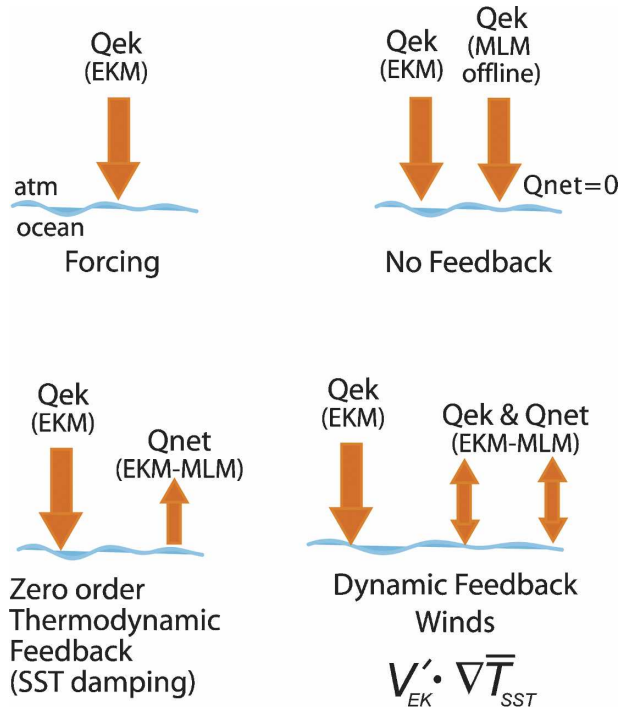 Qek
(EKM)
atm
ocean
Forcing
Qek
(EKM)
Qek
(MLM
offline)
Qnet=0
No Feedback
Qek
(EKM)
Qnet
(EKM-MLM)
Zero order
Thermodynamic
Feedback
(SST damping)
Qek
(EKM)
Qek & Qnet
(EKM-MLM)
Dynamic Feedback
Winds
V′EK · ∇T̅SST